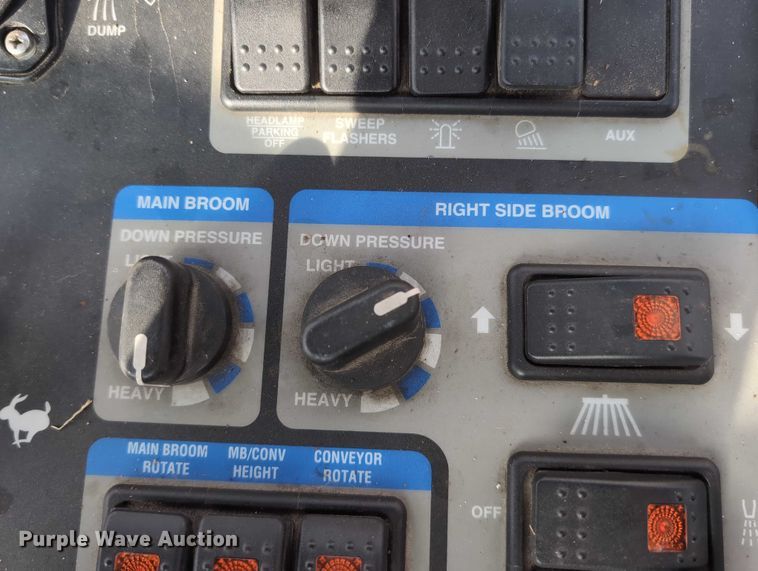 DUMP
HEADLAMP
PARKING
OFF
SWEEP
FLASHERS
AUX
MAIN BROOM
DOWN PRESSURE
LIGHT
HEAVY
RIGHT SIDE BROOM
DOWN PRESSURE
LIGHT
HEAVY
MAIN BROOM
ROTATE
MB/CONV
HEIGHT
CONVEYOR
ROTATE
OFF
Purple Wave Auction